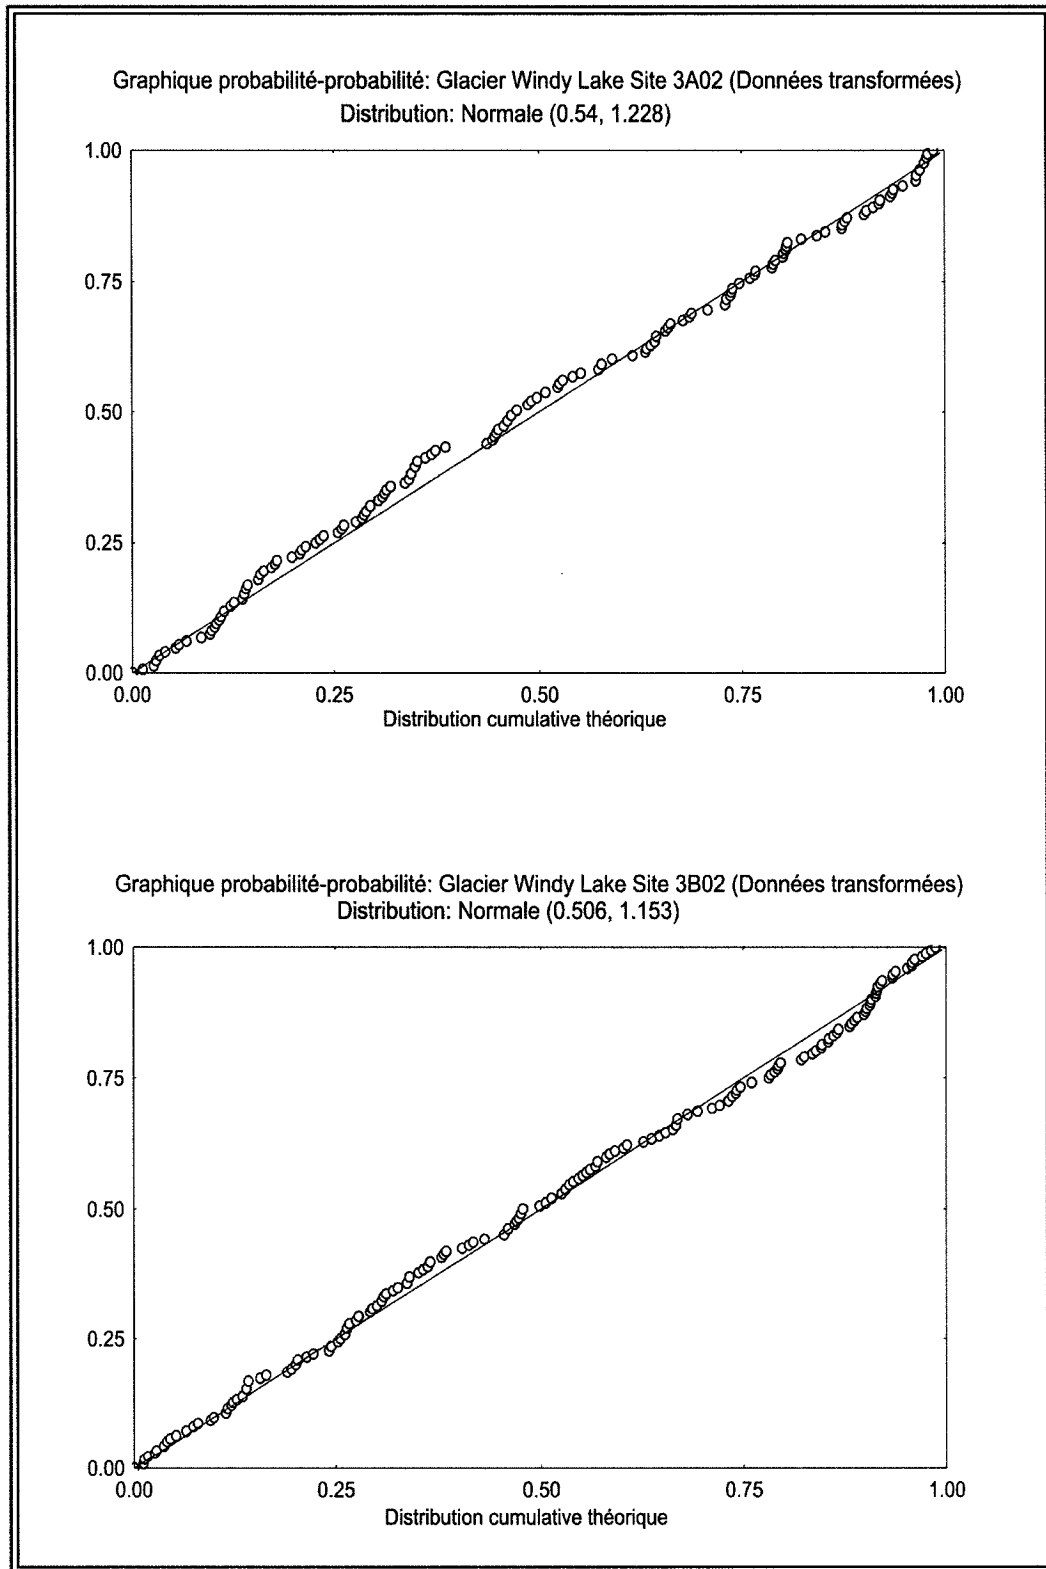 Graphique probabilité-probabilité: Glacier Windy Lake Site 3A02 (Données transformées)
Distribution: Normale (0.54, 1.228)
1.00
0.75
0.50
0.25
0.00
0.00 0.25 0.50 0.75 1.00
Distribution cumulative théorique
Graphique probabilité-probabilité: Glacier Windy Lake Site 3B02 (Données transformées)
Distribution: Normale (0.506, 1.153)
1.00
0.75
0.50
0.25
0.00
0.00 0.25 0.50 0.75 1.00
Distribution cumulative théorique